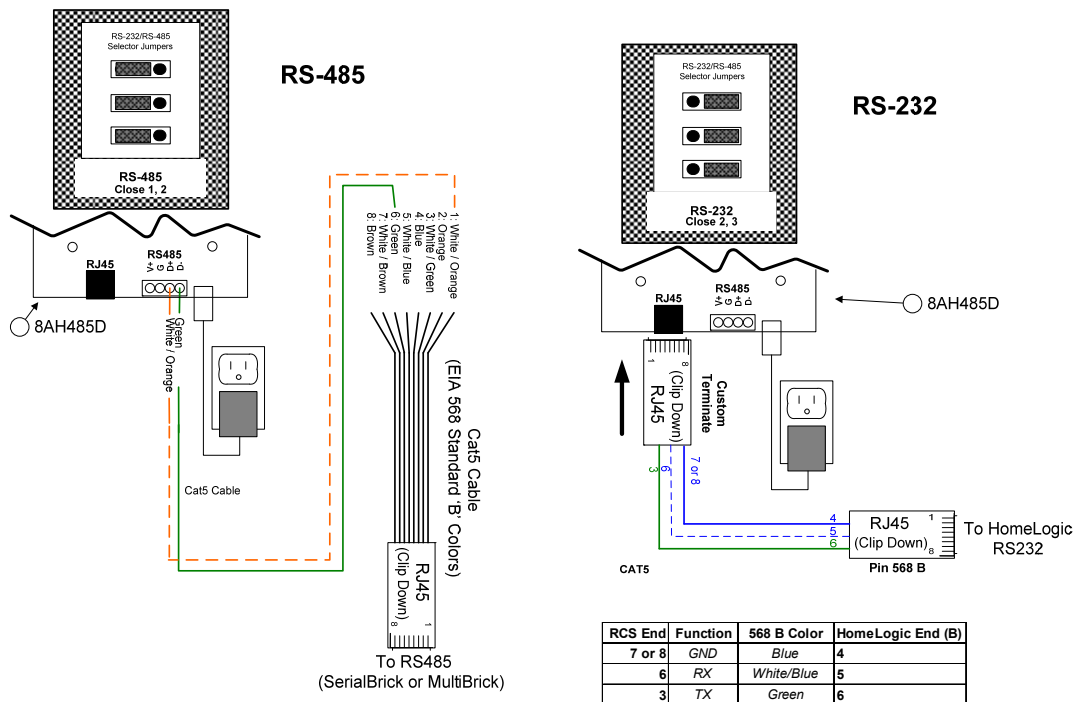 RS-232/RS-485
Selector Jumpers
RS-485
Close 1, 2
RS-485
RJ45
RS485
V+
G
D+
D-
8AH485D
Green
White / Orange
Cat5 Cable
1: White / Orange
2: Orange
3: White / Green
4: Blue
5: White / Blue
6: Green
7: White / Brown
8: Brown
Cat5 Cable
(EIA 568 Standard 'B' Colors)
RJ45
(Clip Down)
8
1
To RS485
(SerialBrick or MultiBrick)
RS-232/RS-485
Selector Jumpers
RS-232
Close 2, 3
RS-232
RJ45
RS485
V+
G
D+
D-
8AH485D
1
8
RJ45
(Clip Down)
Custom
Terminate
3
6
7 or 8
4
5
6
RJ45
(Clip Down)
1
8
Pin 568 B
To HomeLogic
RS232
CAT5
RCS End Function 568 B Color HomeLogic End (B)
7 or 8 GND Blue 4
6 RX White/Blue 5
3 TX Green 6